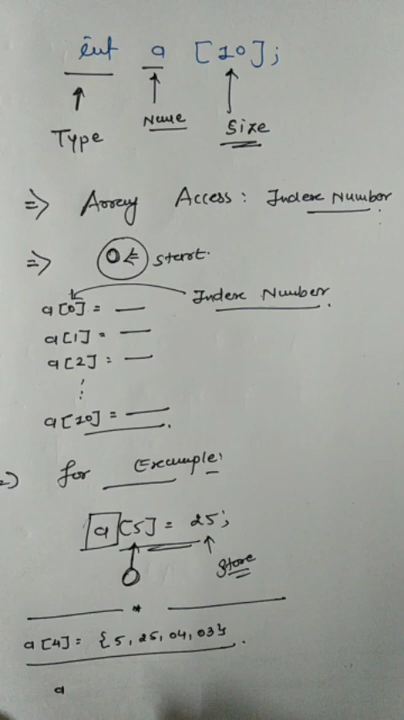 int a [10];
Type Name Size
=> Array Access: Index Number
=> 0 <= start.
a[0] = — Index Number.
a[1] = —
a[2] = —
⋮
a[10] = —.
=) for Example:
a[5] = 25;
0 Store
*
a[4] = {5, 25, 04, 03}.
a